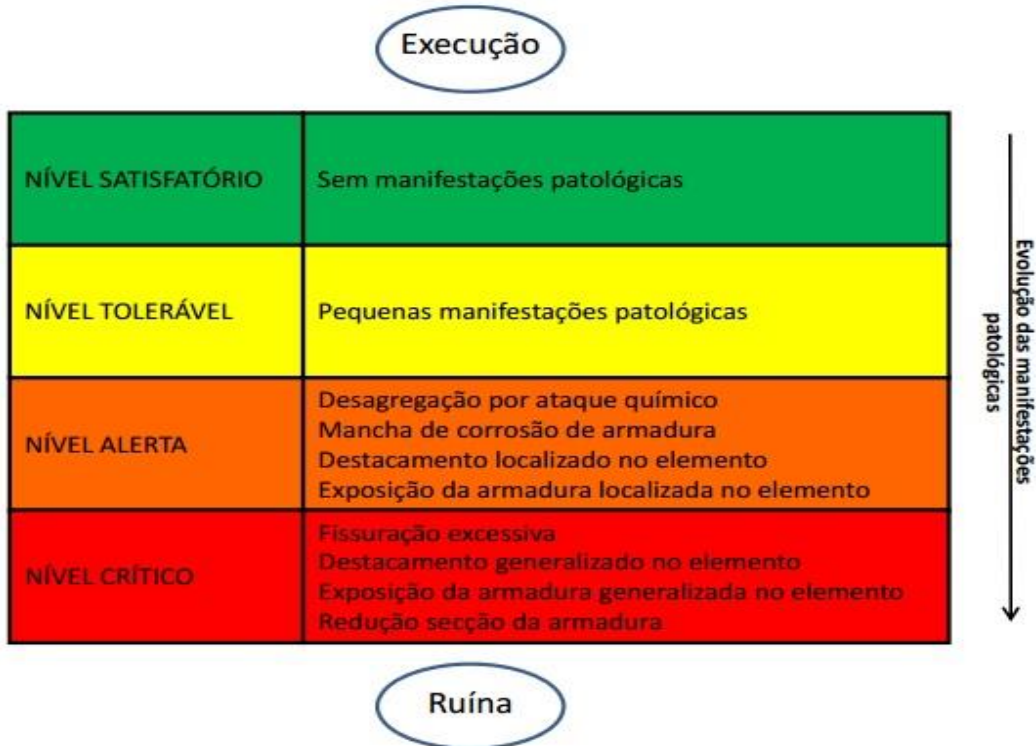 Execução
NÍVEL SATISFATÓRIO
Sem manifestações patológicas
NÍVEL TOLERÁVEL
Pequenas manifestações patológicas
NÍVEL ALERTA
Desagregação por ataque químico
Mancha de corrosão de armadura
Destacamento localizado no elemento
Exposição da armadura localizada no elemento
NÍVEL CRÍTICO
Fissuração excessiva
Destacamento generalizado no elemento
Exposição da armadura generalizada no elemento
Redução secção da armadura
Evolução das manifestações
patológicas
Ruína